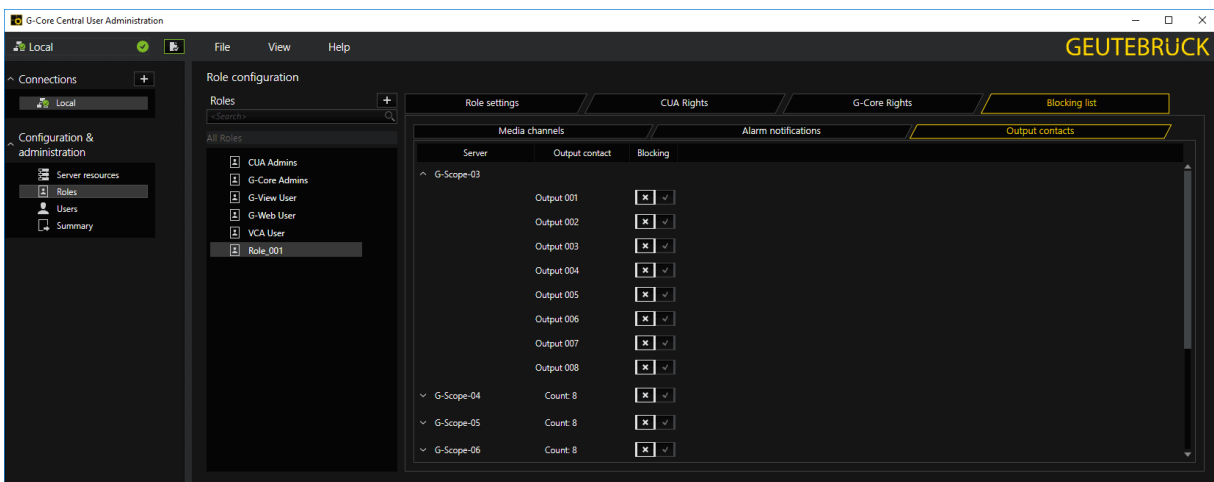 G-Core Central User Administration
Local
File View Help
GEUTEBRÜCK
Connections
Local
Configuration &
administration
Server resources
Roles
Users
Summary
Role configuration
Roles
<Search>
All Roles
CUA Admins
G-Core Admins
G-View User
G-Web User
VCA User
Role_001
Role settings CUA Rights G-Core Rights Blocking list
Media channels Alarm notifications Output contacts
Server Output contact Blocking
G-Scope-03
Output 001
Output 002
Output 003
Output 004
Output 005
Output 006
Output 007
Output 008
G-Scope-04 Count: 8
G-Scope-05 Count: 8
G-Scope-06 Count: 8